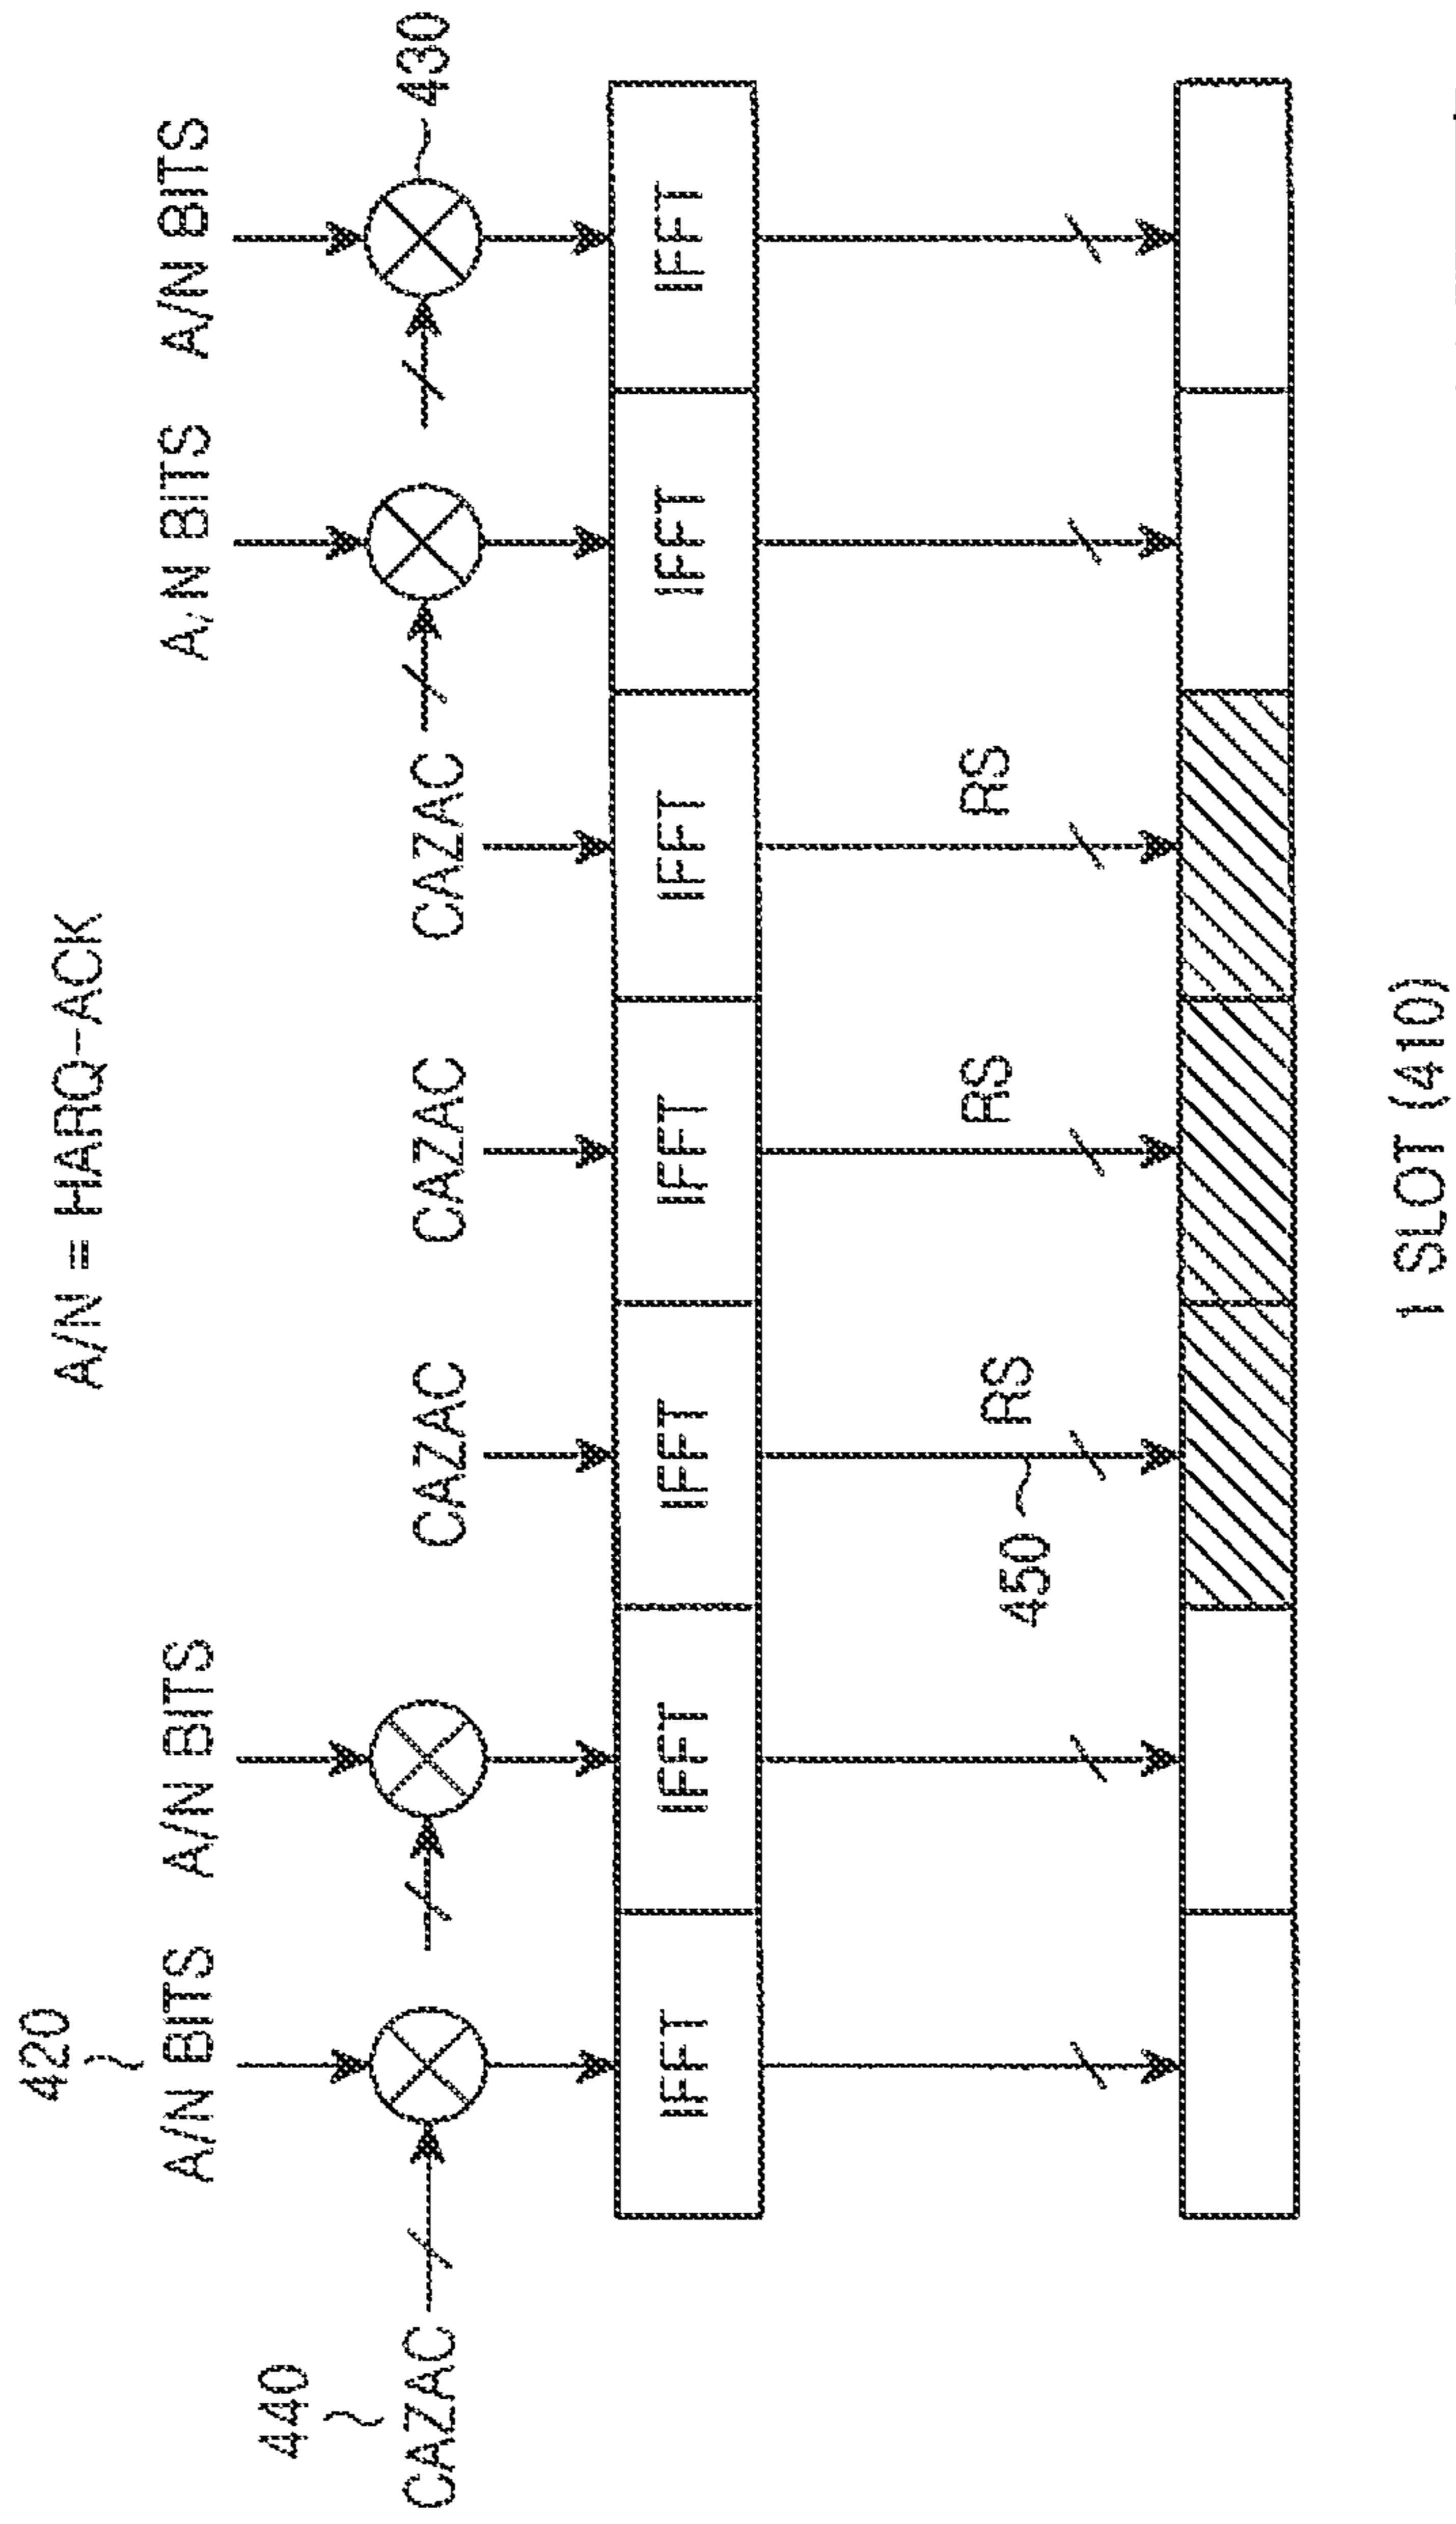 A/N = HARQ-ACK
420
A/N BITS A/N BITS A/N BITS A/N BITS
440
CAZAC CAZAC CAZAC CAZAC 430
IFFT IFFT IFFT IFFT IFFT IFFT IFFT
450 RS RS RS
1 SLOT (410)